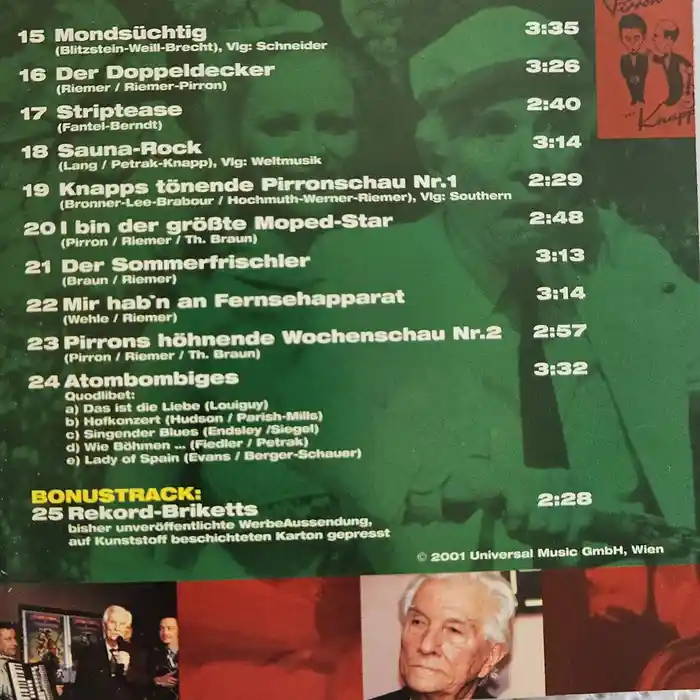 Pirron
... Knapp
15 Mondsüchtig 3:35
(Blitzstein-Weill-Brecht), Vlg: Schneider
16 Der Doppeldecker 3:26
(Riemer / Riemer-Pirron)
17 Striptease 2:40
(Fantel-Berndt)
18 Sauna-Rock 3:14
(Lang / Petrak-Knapp), Vlg: Weltmusik
19 Knapps tönende Pirronschau Nr.1 2:29
(Bronner-Lee-Brabour / Hochmuth-Werner-Riemer), Vlg: Southern
20 I bin der größte Moped-Star 2:48
(Pirron / Riemer / Th. Braun)
21 Der Sommerfrischler 3:13
(Braun / Riemer)
22 Mir hab`n an Fernsehapparat 3:14
(Wehle / Riemer)
23 Pirrons höhnende Wochenschau Nr.2 2:57
(Pirron / Riemer / Th. Braun)
24 Atombombiges 3:32
Quodlibet:
a) Das ist die Liebe (Louiguy)
b) Hofkonzert (Hudson / Parish-Mills)
c) Singender Blues (Endsley /Siegel)
d) Wie Böhmen ... (Fiedler / Petrak)
e) Lady of Spain (Evans / Berger-Schauer)
BONUSTRACK:
25 Rekord-Briketts 2:28
bisher unveröffentlichte WerbeAussendung,
auf Kunststoff beschichteten Karton gepresst
© 2001 Universal Music GmbH, Wien